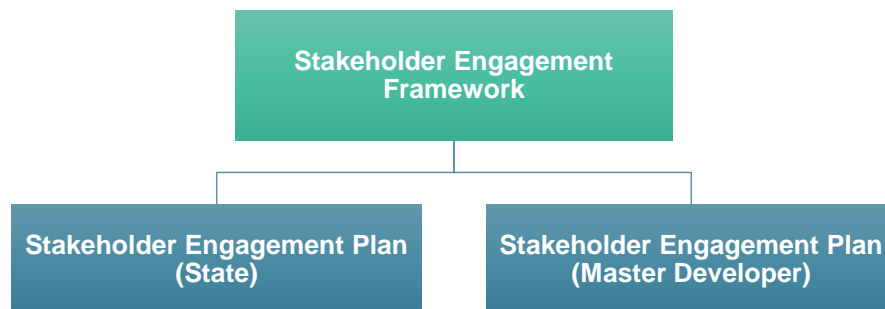 Stakeholder Engagement
Framework
Stakeholder Engagement Plan
(State)
Stakeholder Engagement Plan
(Master Developer)